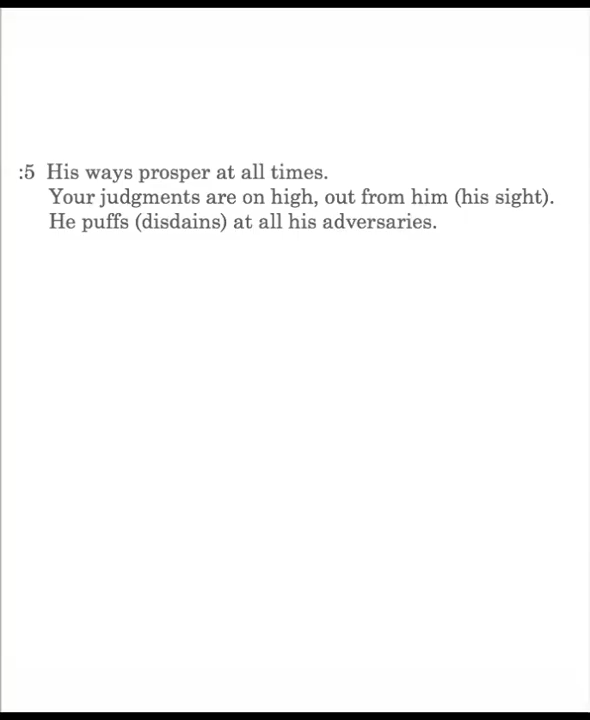 :5 His ways prosper at all times.
Your judgments are on high, out from him (his sight).
He puffs (disdains) at all his adversaries.